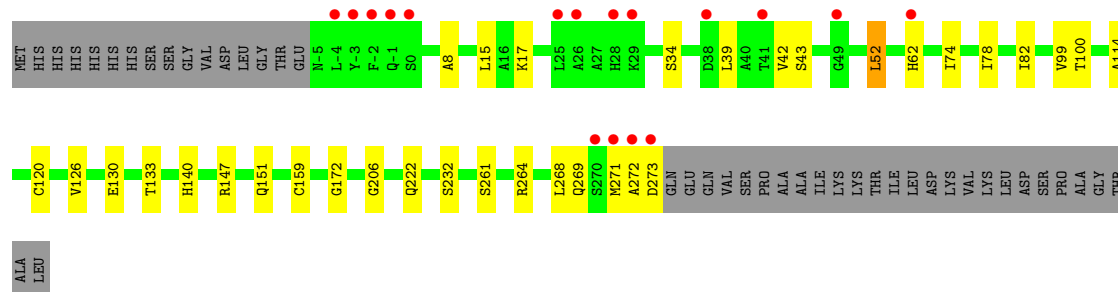 MET HIS HIS HIS HIS HIS HIS SER SER GLY VAL ASP LEU GLY THR GLU N-5 L-4 Y-3 F-2 Q-1 S0 A8 L15 A16 K17 L25 A26 A27 H28 K29 S34 D38 L39 A40 T41 V42 S43 G49 L52 H62 I74 I78 I82 V99 T100 A114
C120 V126 E130 T133 H140 R147 Q151 C159 G172 G206 Q222 S232 S261 R264 L268 Q269 S270 M271 A272 D273 GLN GLU GLN VAL SER PRO ALA ALA ILE LYS LYS THR ILE LEU ASP LYS VAL LYS LEU ASP SER PRO ALA GLY THR
ALA LEU